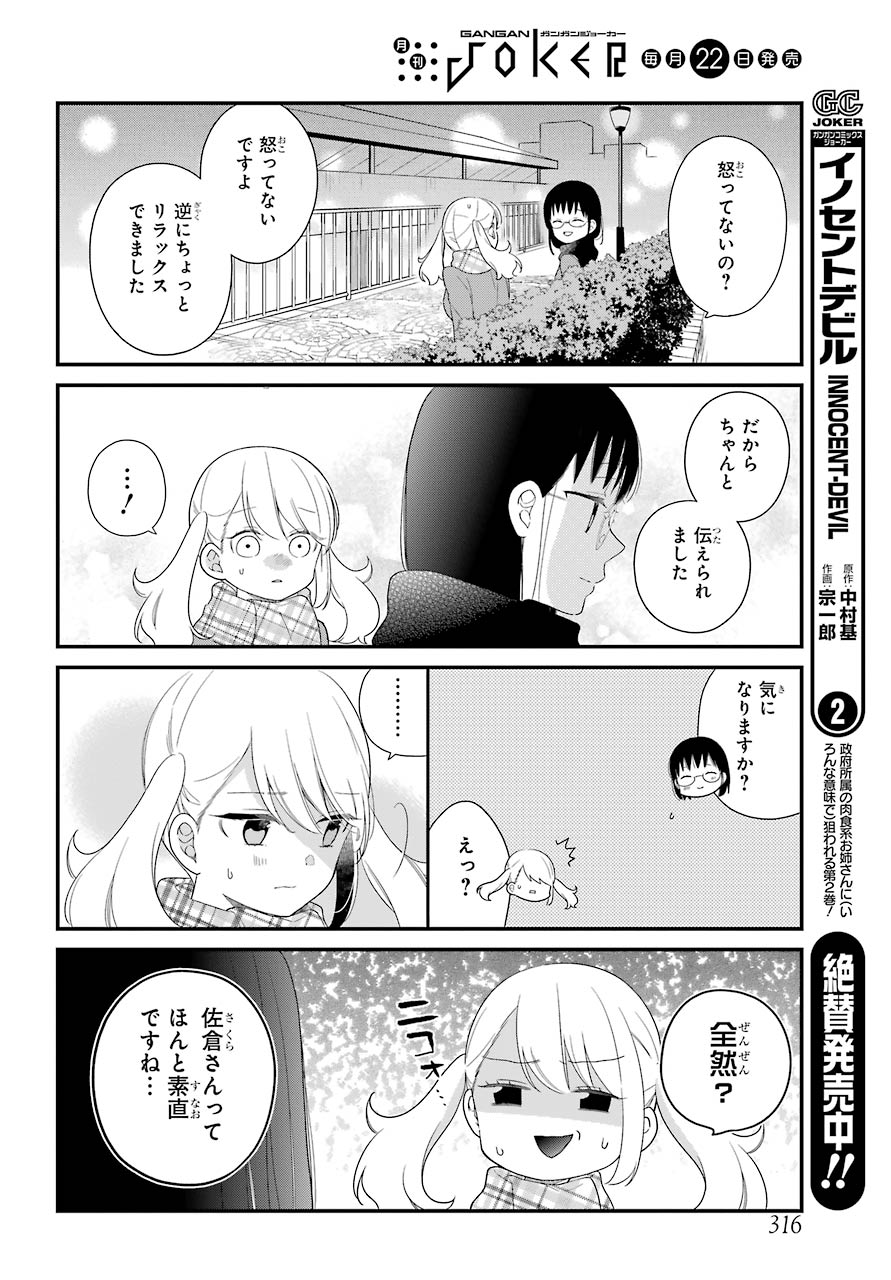 月刊
GANGAN
ガンガンジョーカー
JOKER
毎月22日発売
怒ってないの?
怒ってない
ですよ
逆にちょっと
リラックス
できました
だから
ちゃんと
伝えられ
ました
…!
気に
なりますか?
えっ?
………
全然?
ニコォ…
佐倉さんって
ほんと素直
ですね…
GC
JOKER
ガンガンコミックス
ジョーカー
イノセントデビル
INNOCENT-DEVIL
原作:中村基
作画:宗一郎
2
政府所属の肉食系お姉さんに(い
ろんな意味で)狙われる第2巻!
絶賛発売中!!
316